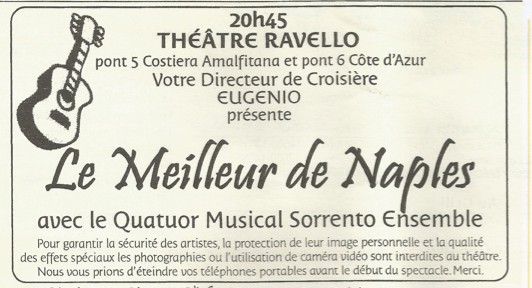 20h45
THÉÂTRE RAVELLO
pont 5 Costiera Amalfitana et pont 6 Côte d'Azur
Votre Directeur de Croisière
EUGENIO
présente
Le Meilleur de Naples
avec le Quatuor Musical Sorrento Ensemble
Pour garantir la sécurité des artistes, la protection de leur image personnelle et la qualité
des effets spéciaux les photographies ou l'utilisation de caméra vidéo sont interdites au théâtre.
Nous vous prions d'éteindre vos téléphones portables avant le début du spectacle. Merci.